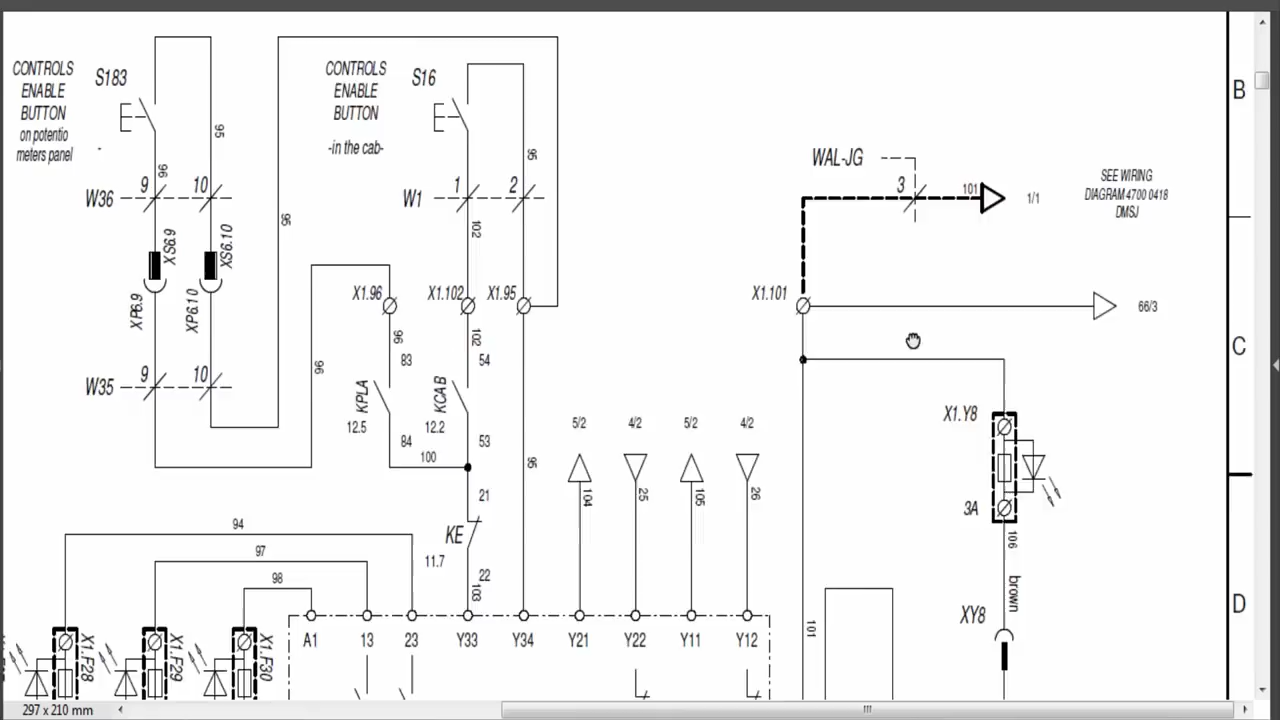 CONTROLS
ENABLE
BUTTON
on potentio
meters panel
-
S183
96
95
W36
9
10
XS6.9
XS6.10
XP6.9
XP6.10
W35
9
10
95
96
CONTROLS
ENABLE
BUTTON
-in the cab-
S16
95
W1
1
2
102
X1.96
X1.102
X1.95
96
102
83
54
KPLA
KCAB
12.5
12.2
84
53
100
95
21
KE
11.7
22
103
5/2
4/2
5/2
4/2
104
25
105
26
94
97
98
A1
13
23
Y33
Y34
Y21
Y22
Y11
Y12
X1.F28
X1.F29
X1.F30
WAL-JG
3
101
1/1
SEE WIRING
DIAGRAM 4700 0418
DMSJ
X1.101
66/3
X1.Y8
3A
106
brown
XY8
101
B
C
D
297 x 210 mm